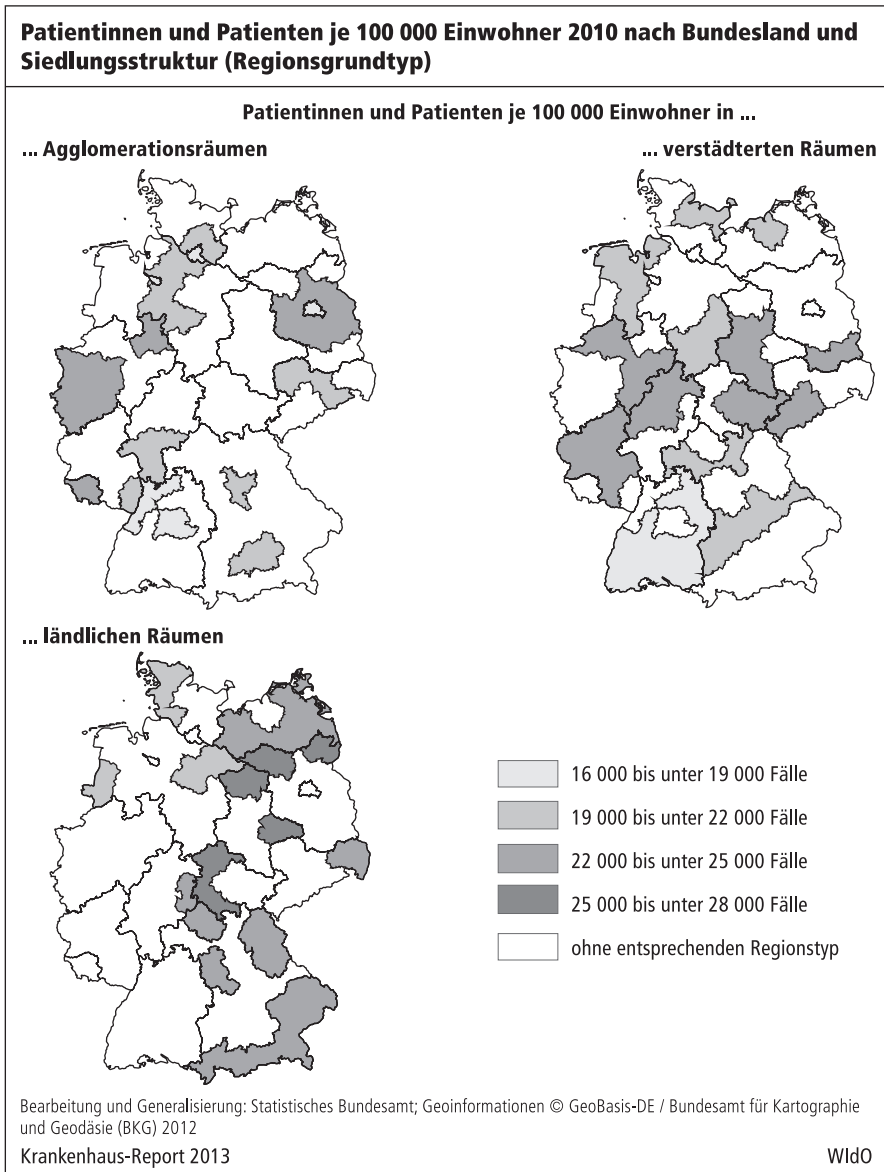 Patientinnen und Patienten je 100 000 Einwohner 2010 nach Bundesland und
Siedlungsstruktur (Regionsgrundtyp)
Patientinnen und Patienten je 100 000 Einwohner in ...
... Agglomerationsräumen
... verstädterten Räumen
... ländlichen Räumen
16 000 bis unter 19 000 Fälle
19 000 bis unter 22 000 Fälle
22 000 bis unter 25 000 Fälle
25 000 bis unter 28 000 Fälle
ohne entsprechenden Regionstyp
Bearbeitung und Generalisierung: Statistisches Bundesamt; Geoinformationen © GeoBasis-DE / Bundesamt für Kartographie
und Geodäsie (BKG) 2012
Krankenhaus-Report 2013
WIdO